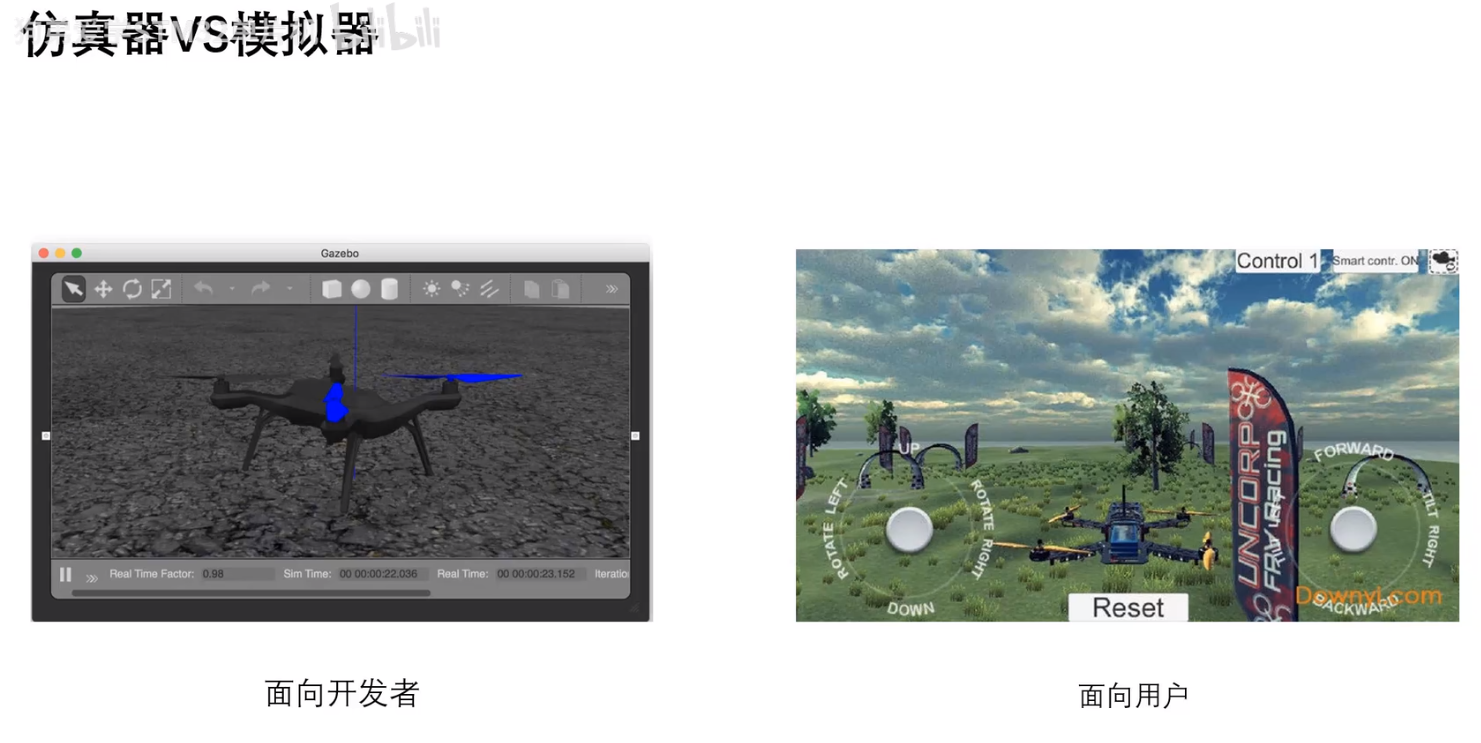 仿真器VS模拟器
bilibili
Gazebo
Real Time Factor: 0.98 Sim Time: 00 00:00:22.036 Real Time: 00 00:00:23.152 Iteratio
面向开发者
Control 1 Smart contr. ON
UP
ROTATE LEFT
ROTATE RIGHT
DOWN
UNCORPO
FPV Racing
FORWARD
TILT RIGHT
BACKWARD
Downyi.com
Reset
面向用户